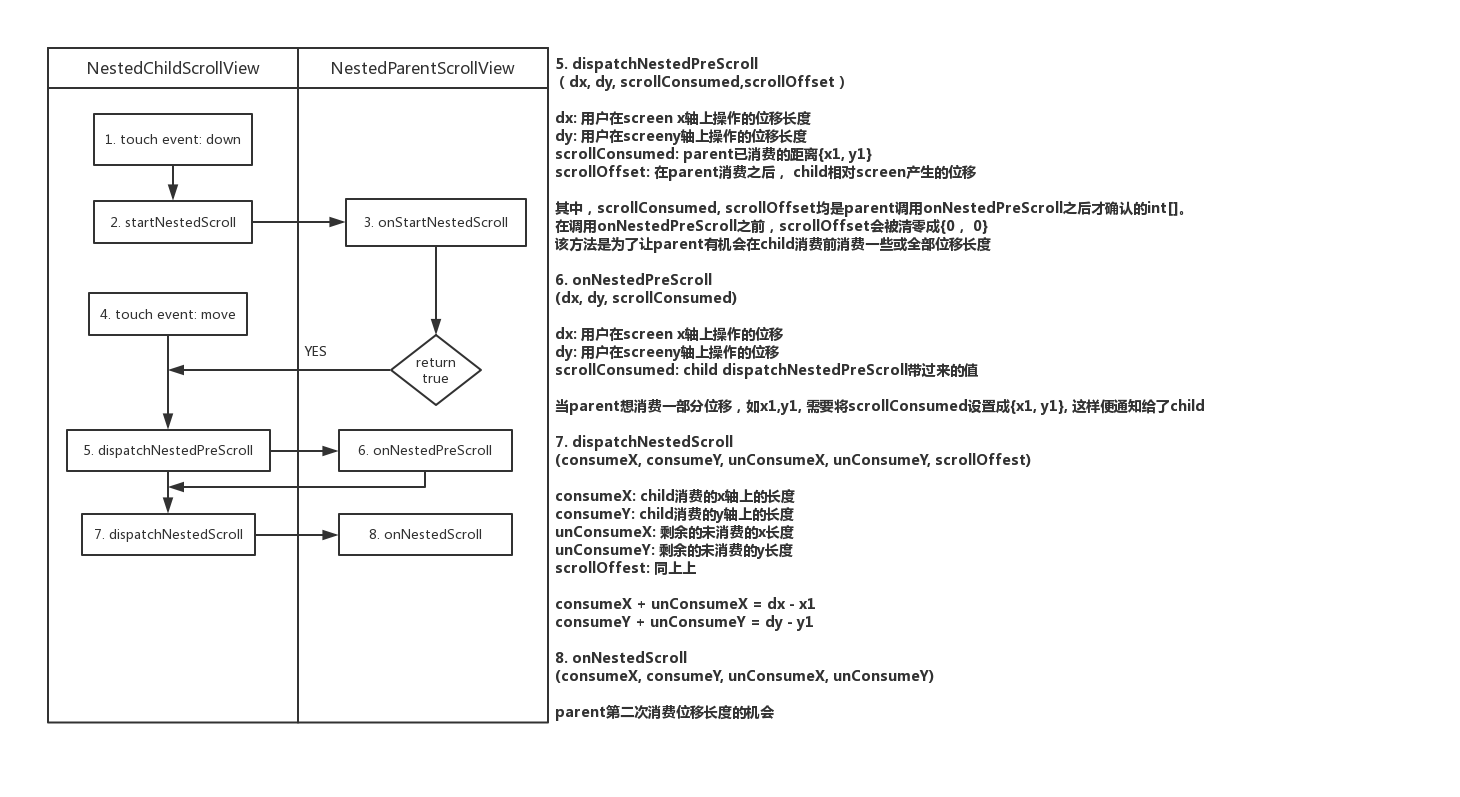 NestedChildScrollView
NestedParentScrollView
1. touch event: down
2. startNestedScroll
3. onStartNestedScroll
4. touch event: move
YES
return
true
5. dispatchNestedPreScroll
6. onNestedPreScroll
7. dispatchNestedScroll
8. onNestedScroll
5. dispatchNestedPreScroll
（ dx, dy, scrollConsumed,scrollOffset ）
dx: 用户在screen x轴上操作的位移长度
dy: 用户在screeny轴上操作的位移长度
scrollConsumed: parent已消费的距离{x1, y1}
scrollOffset: 在parent消费之后， child相对screen产生的位移
其中，scrollConsumed, scrollOffset均是parent调用onNestedPreScroll之后才确认的int[]。
在调用onNestedPreScroll之前，scrollOffset会被清零成{0， 0}
该方法是为了让parent有机会在child消费前消费一些或全部位移长度
6. onNestedPreScroll
(dx, dy, scrollConsumed)
dx: 用户在screen x轴上操作的位移
dy: 用户在screeny轴上操作的位移
scrollConsumed: child dispatchNestedPreScroll带过来的值
当parent想消费一部分位移，如x1,y1, 需要将scrollConsumed设置成{x1, y1}, 这样便通知给了child
7. dispatchNestedScroll
(consumeX, consumeY, unConsumeX, unConsumeY, scrollOffest)
consumeX: child消费的x轴上的长度
consumeY: child消费的y轴上的长度
unConsumeX: 剩余的未消费的x长度
unConsumeY: 剩余的未消费的y长度
scrollOffest: 同上上
consumeX + unConsumeX = dx - x1
consumeY + unConsumeY = dy - y1
8. onNestedScroll
(consumeX, consumeY, unConsumeX, unConsumeY)
parent第二次消费位移长度的机会